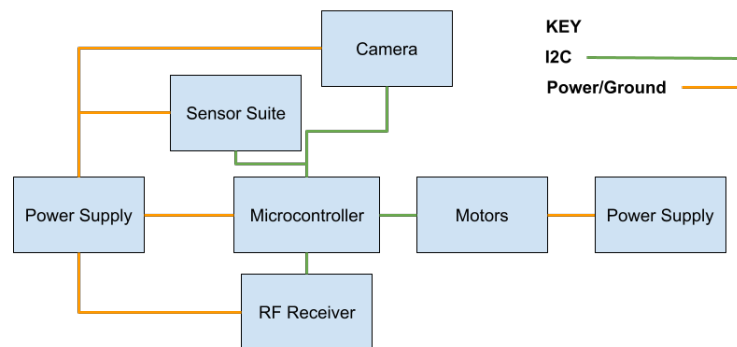 KEY
I2C
Power/Ground
Camera
Sensor Suite
Power Supply
Microcontroller
Motors
Power Supply
RF Receiver